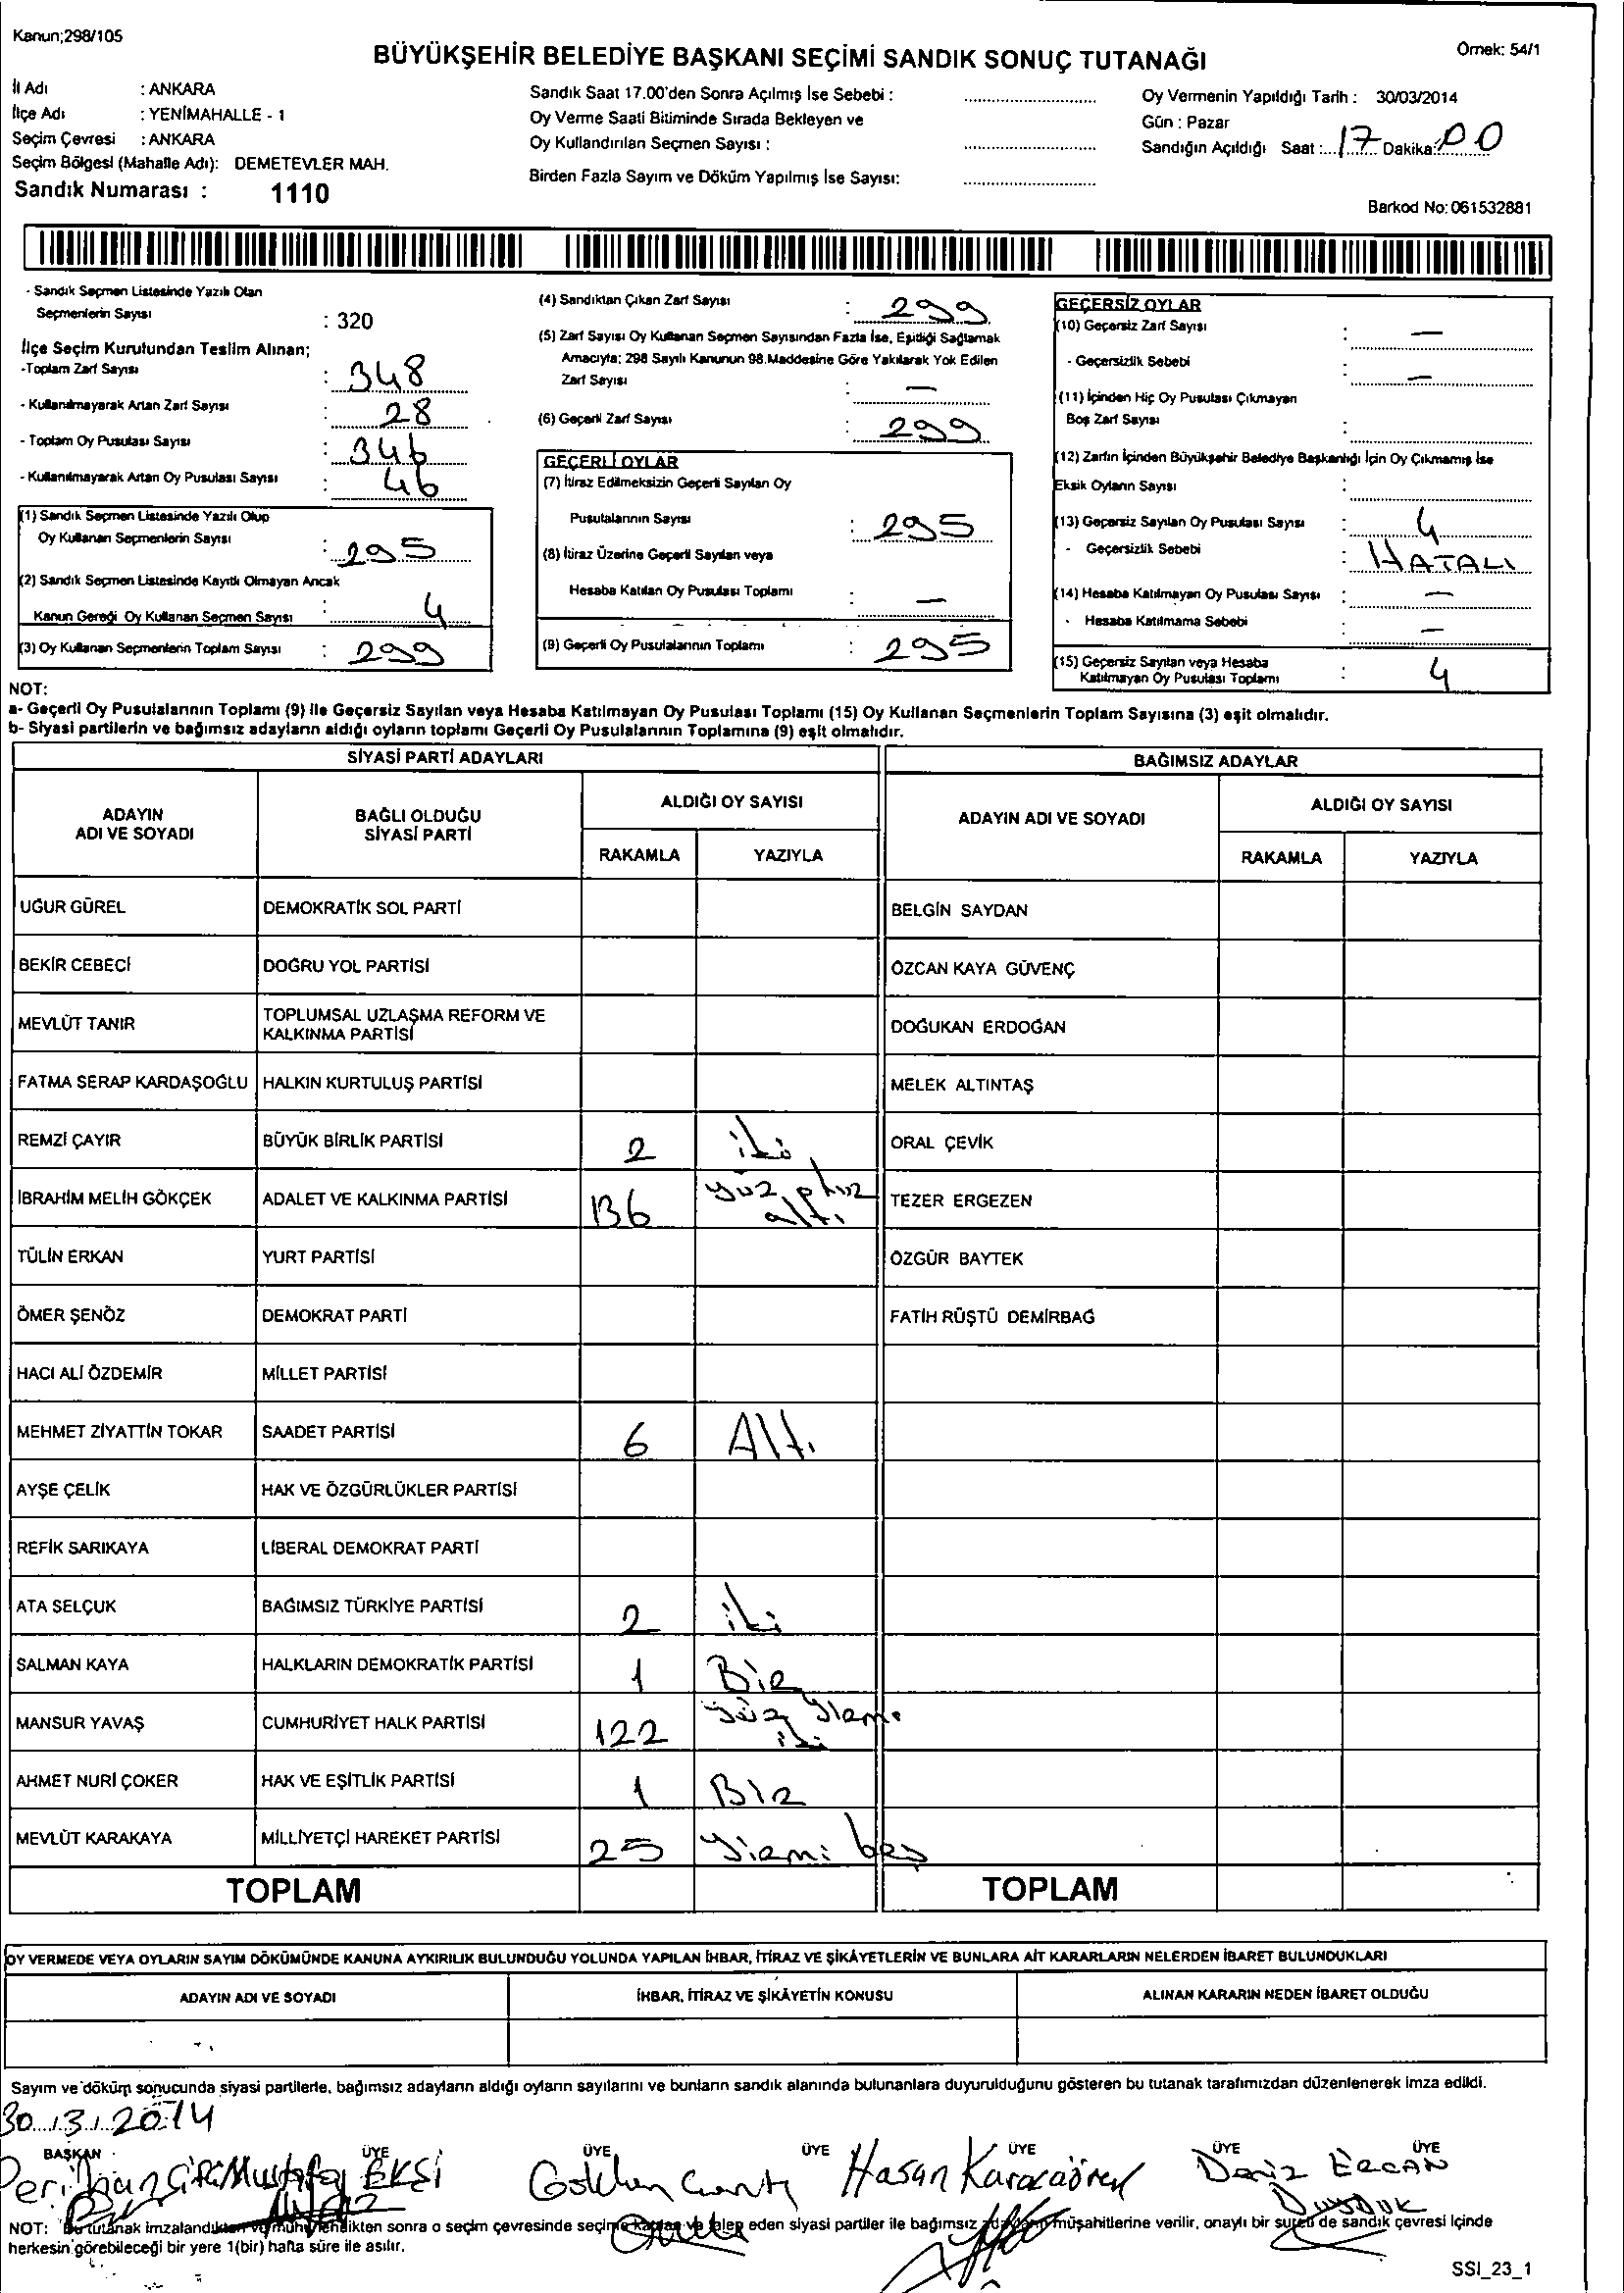 Kanun;298/105
Örnek: 54/1
BÜYÜKŞEHİR BELEDİYE BAŞKANI SEÇİMİ SANDIK SONUÇ TUTANAĞI
İl Adı : ANKARA
İlçe Adı : YENİMAHALLE - 1
Seçim Çevresi : ANKARA
Seçim Bölgesi (Mahalle Adı): DEMETEVLER MAH.
Sandık Numarası : 1110
Sandık Saat 17.00'den Sonra Açılmış İse Sebebi :
Oy Verme Saati Bitiminde Sırada Bekleyen ve
Oy Kullandırılan Seçmen Sayısı :
Birden Fazla Sayım ve Döküm Yapılmış İse Sayısı:
Oy Vermenin Yapıldığı Tarih : 30/03/2014
Gün : Pazar
Sandığın Açıldığı Saat : 17 Dakika: 00
Barkod No: 061532881
- Sandık Seçmen Listesinde Yazılı Olan
Seçmenlerin Sayısı : 320
İlçe Seçim Kurulundan Teslim Alınan;
-Toplam Zarf Sayısı : 348
- Kullanılmayarak Artan Zarf Sayısı : 28
- Toplam Oy Pusulası Sayısı : 346
- Kullanılmayarak Artan Oy Pusulası Sayısı : 46
(1) Sandık Seçmen Listesinde Yazılı Olup
Oy Kullanan Seçmenlerin Sayısı : 295
(2) Sandık Seçmen Listesinde Kayıtlı Olmayan Ancak
Kanun Gereği Oy Kullanan Seçmen Sayısı : 4
(3) Oy Kullanan Seçmenlerin Toplam Sayısı : 299
(4) Sandıktan Çıkan Zarf Sayısı : 299
(5) Zarf Sayısı Oy Kullanan Seçmen Sayısından Fazla İse, Eşitliği Sağlamak
Amacıyla; 298 Sayılı Kanunun 98.Maddesine Göre Yakılarak Yok Edilen
Zarf Sayısı : —
(6) Geçerli Zarf Sayısı : 299
GEÇERLİ OYLAR
(7) İtiraz Edilmeksizin Geçerli Sayılan Oy
Pusulalarının Sayısı : 295
(8) İtiraz Üzerine Geçerli Sayılan veya
Hesaba Katılan Oy Pusulası Toplamı : —
(9) Geçerli Oy Pusulalarının Toplamı : 295
GEÇERSİZ OYLAR
(10) Geçersiz Zarf Sayısı : —
- Geçersizlik Sebebi : —
(11) İçinden Hiç Oy Pusulası Çıkmayan
Boş Zarf Sayısı :
(12) Zarfın İçinden Büyükşehir Belediye Başkanlığı İçin Oy Çıkmamış İse
Eksik Oyların Sayısı :
(13) Geçersiz Sayılan Oy Pusulası Sayısı : 4
- Geçersizlik Sebebi : HATALI
(14) Hesaba Katılmayan Oy Pusulası Sayısı : —
- Hesaba Katılmama Sebebi : —
(15) Geçersiz Sayılan veya Hesaba
Katılmayan Oy Pusulası Toplamı : 4
NOT:
a- Geçerli Oy Pusulalarının Toplamı (9) ile Geçersiz Sayılan veya Hesaba Katılmayan Oy Pusulası Toplamı (15) Oy Kullanan Seçmenlerin Toplam Sayısına (3) eşit olmalıdır.
b- Siyasi partilerin ve bağımsız adayların aldığı oyların toplamı Geçerli Oy Pusulalarının Toplamına (9) eşit olmalıdır.
SİYASİ PARTİ ADAYLARI
ADAYIN ADI VE SOYADI BAĞLI OLDUĞU SİYASİ PARTİ ALDIĞI OY SAYISI
RAKAMLA YAZIYLA
UĞUR GÜREL DEMOKRATİK SOL PARTİ
BEKİR CEBECİ DOĞRU YOL PARTİSİ
MEVLÜT TANIR TOPLUMSAL UZLAŞMA REFORM VE KALKINMA PARTİSİ
FATMA SERAP KARDAŞOĞLU HALKIN KURTULUŞ PARTİSİ
REMZİ ÇAYIR BÜYÜK BİRLİK PARTİSİ 2 iki
İBRAHİM MELİH GÖKÇEK ADALET VE KALKINMA PARTİSİ 136 yüz otuz altı
TÜLİN ERKAN YURT PARTİSİ
ÖMER ŞENÖZ DEMOKRAT PARTİ
HACI ALİ ÖZDEMİR MİLLET PARTİSİ
MEHMET ZİYATTİN TOKAR SAADET PARTİSİ 6 Altı
AYŞE ÇELİK HAK VE ÖZGÜRLÜKLER PARTİSİ
REFİK SARIKAYA LİBERAL DEMOKRAT PARTİ
ATA SELÇUK BAĞIMSIZ TÜRKİYE PARTİSİ 2 iki
SALMAN KAYA HALKLARIN DEMOKRATİK PARTİSİ 1 Bir
MANSUR YAVAŞ CUMHURİYET HALK PARTİSİ 122 yüz yirmi iki
AHMET NURİ ÇOKER HAK VE EŞİTLİK PARTİSİ 1 Bir
MEVLÜT KARAKAYA MİLLİYETÇİ HAREKET PARTİSİ 25 yirmi beş
TOPLAM
BAĞIMSIZ ADAYLAR
ADAYIN ADI VE SOYADI ALDIĞI OY SAYISI
RAKAMLA YAZIYLA
BELGİN SAYDAN
ÖZCAN KAYA GÜVENÇ
DOĞUKAN ERDOĞAN
MELEK ALTINTAŞ
ORAL ÇEVİK
TEZER ERGEZEN
ÖZGÜR BAYTEK
FATİH RÜŞTÜ DEMİRBAĞ
TOPLAM
OY VERMEDE VEYA OYLARIN SAYIM DÖKÜMÜNDE KANUNA AYKIRILIK BULUNDUĞU YOLUNDA YAPILAN İHBAR, İTİRAZ VE ŞİKÂYETLERİN VE BUNLARA AİT KARARLARIN NELERDEN İBARET BULUNDUKLARI
ADAYIN ADI VE SOYADI İHBAR, İTİRAZ VE ŞİKÂYETİN KONUSU ALINAN KARARIN NEDEN İBARET OLDUĞU
Sayım ve döküm sonucunda siyasi partilerle, bağımsız adayların aldığı oyların sayılarını ve bunların sandık alanında bulunanlara duyurulduğunu gösteren bu tutanak tarafımızdan düzenlenerek imza edildi.
30.3.2014
BAŞKAN ÜYE ÜYE ÜYE ÜYE ÜYE ÜYE
Perihan Mustafa EKŞİ Gökhan Hasan Karacaören Deniz ERCAN
NOT: Bu tutanak imzalandıktan ve mühürlendikten sonra o seçim çevresinde seçime katılan ve talep eden siyasi partiler ile bağımsız adayların müşahitlerine verilir, onaylı bir sureti de sandık çevresi içinde
herkesin görebileceği bir yere 1(bir) hafta süre ile asılır.
SSI_23_1